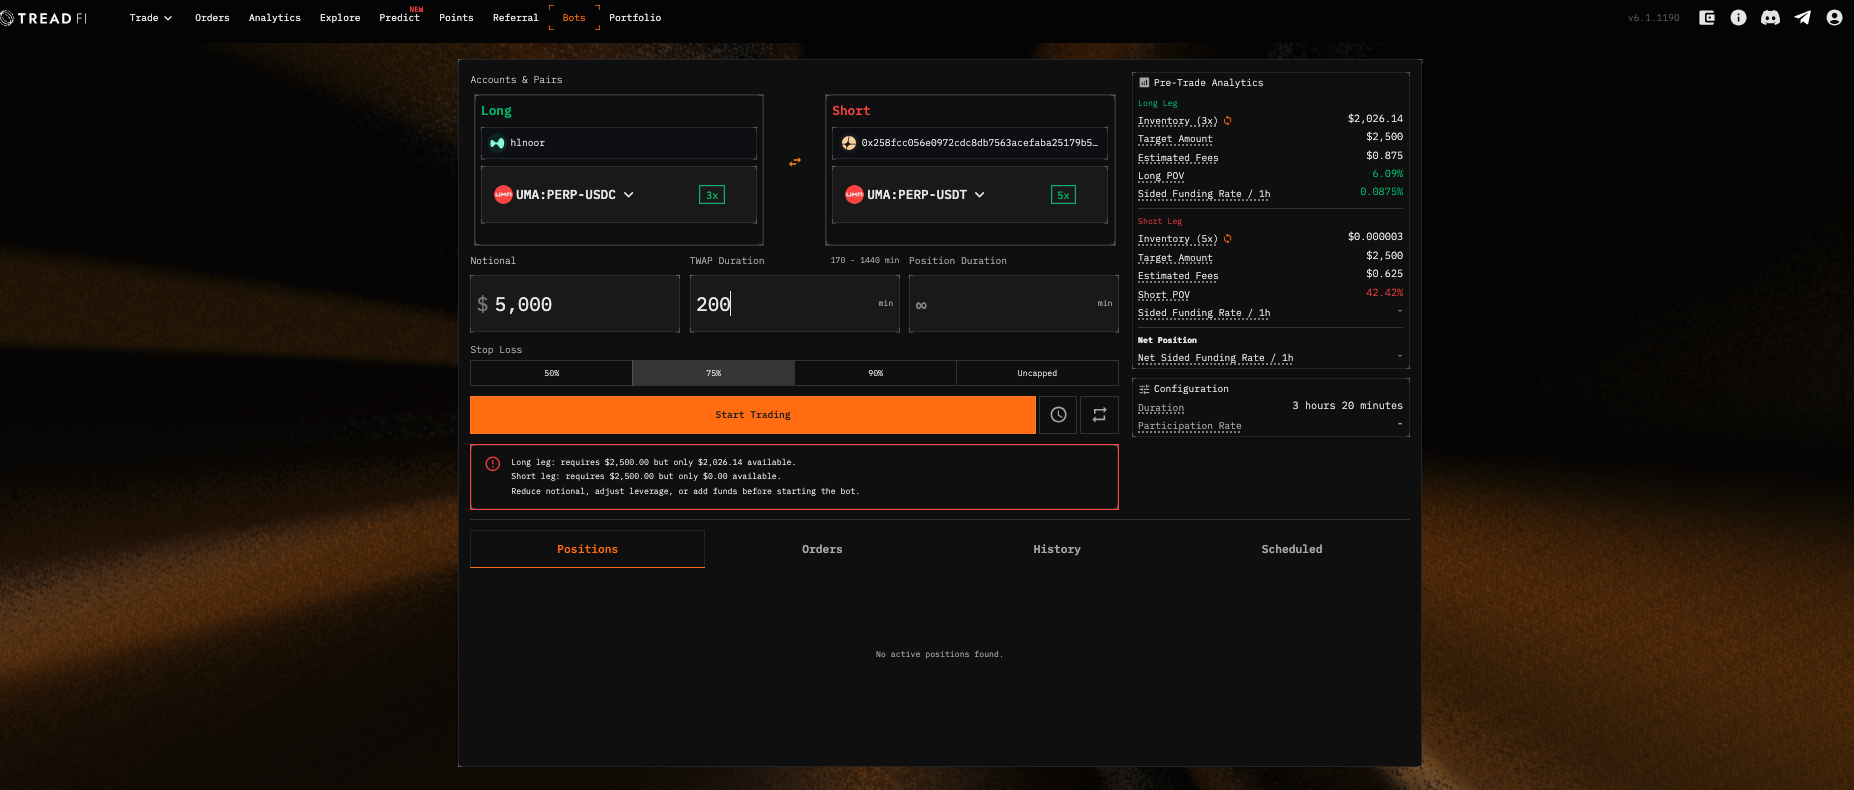 TREAD FI
Trade
Orders
Analytics
Explore
Predict
NEW
Points
Referral
Bots
Portfolio
v6.1.1190
Accounts & Pairs
Long
hlnoor
UMA:PERP-USDC
3x
Short
0x258fcc056e0972cdc8db7563acefaba25179b5…
UMA:PERP-USDT
5x
Notional
$ 5,000
TWAP Duration
170 - 1440 min
200
min
Position Duration
∞
min
Stop Loss
50%
75%
90%
Uncapped
Start Trading
Long leg: requires $2,500.00 but only $2,026.14 available.
Short leg: requires $2,500.00 but only $0.00 available.
Reduce notional, adjust leverage, or add funds before starting the bot.
Pre-Trade Analytics
Long Leg
Inventory (3x) $2,026.14
Target Amount $2,500
Estimated Fees $0.875
Long POV 6.09%
Sided Funding Rate / 1h 0.0875%
Short Leg
Inventory (5x) $0.000003
Target Amount $2,500
Estimated Fees $0.625
Short POV 42.42%
Sided Funding Rate / 1h -
Net Position
Net Sided Funding Rate / 1h -
Configuration
Duration 3 hours 20 minutes
Participation Rate -
Positions
Orders
History
Scheduled
No active positions found.